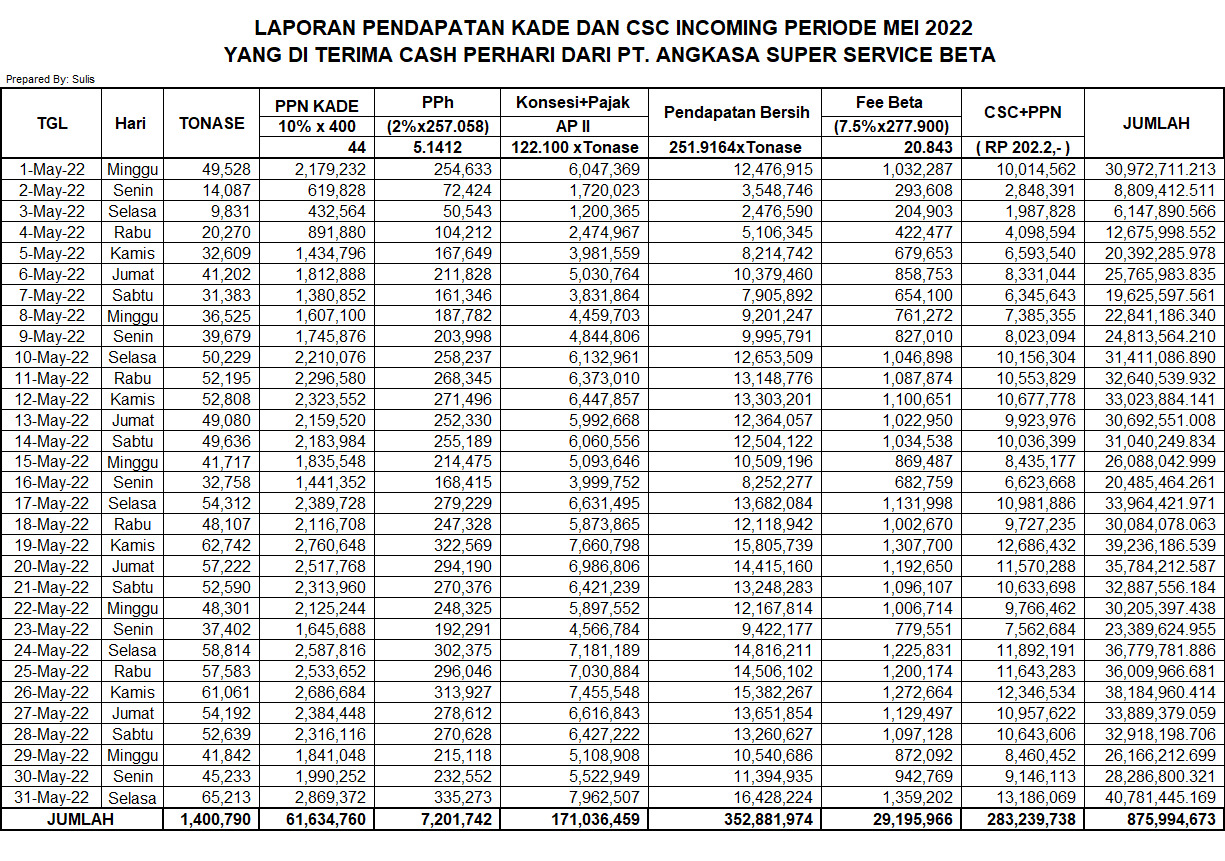 LAPORAN PENDAPATAN KADE DAN CSC INCOMING PERIODE MEI 2022
YANG DI TERIMA CASH PERHARI DARI PT. ANGKASA SUPER SERVICE BETA
Prepared By: Sulis
TGL Hari TONASE PPN KADE PPh Konsesi+Pajak Pendapatan Bersih Fee Beta CSC+PPN JUMLAH
10% x 400 (2%x257.058) AP II (7.5%x277.900)
44 5.1412 122.100 xTonase 251.9164xTonase 20.843 ( RP 202.2,- )
1-May-22 Minggu 49,528 2,179,232 254,633 6,047,369 12,476,915 1,032,287 10,014,562 30,972,711.213
2-May-22 Senin 14,087 619,828 72,424 1,720,023 3,548,746 293,608 2,848,391 8,809,412.511
3-May-22 Selasa 9,831 432,564 50,543 1,200,365 2,476,590 204,903 1,987,828 6,147,890.566
4-May-22 Rabu 20,270 891,880 104,212 2,474,967 5,106,345 422,477 4,098,594 12,675,998.552
5-May-22 Kamis 32,609 1,434,796 167,649 3,981,559 8,214,742 679,653 6,593,540 20,392,285.978
6-May-22 Jumat 41,202 1,812,888 211,828 5,030,764 10,379,460 858,753 8,331,044 25,765,983.835
7-May-22 Sabtu 31,383 1,380,852 161,346 3,831,864 7,905,892 654,100 6,345,643 19,625,597.561
8-May-22 Minggu 36,525 1,607,100 187,782 4,459,703 9,201,247 761,272 7,385,355 22,841,186.340
9-May-22 Senin 39,679 1,745,876 203,998 4,844,806 9,995,791 827,010 8,023,094 24,813,564.210
10-May-22 Selasa 50,229 2,210,076 258,237 6,132,961 12,653,509 1,046,898 10,156,304 31,411,086.890
11-May-22 Rabu 52,195 2,296,580 268,345 6,373,010 13,148,776 1,087,874 10,553,829 32,640,539.932
12-May-22 Kamis 52,808 2,323,552 271,496 6,447,857 13,303,201 1,100,651 10,677,778 33,023,884.141
13-May-22 Jumat 49,080 2,159,520 252,330 5,992,668 12,364,057 1,022,950 9,923,976 30,692,551.008
14-May-22 Sabtu 49,636 2,183,984 255,189 6,060,556 12,504,122 1,034,538 10,036,399 31,040,249.834
15-May-22 Minggu 41,717 1,835,548 214,475 5,093,646 10,509,196 869,487 8,435,177 26,088,042.999
16-May-22 Senin 32,758 1,441,352 168,415 3,999,752 8,252,277 682,759 6,623,668 20,485,464.261
17-May-22 Selasa 54,312 2,389,728 279,229 6,631,495 13,682,084 1,131,998 10,981,886 33,964,421.971
18-May-22 Rabu 48,107 2,116,708 247,328 5,873,865 12,118,942 1,002,670 9,727,235 30,084,078.063
19-May-22 Kamis 62,742 2,760,648 322,569 7,660,798 15,805,739 1,307,700 12,686,432 39,236,186.539
20-May-22 Jumat 57,222 2,517,768 294,190 6,986,806 14,415,160 1,192,650 11,570,288 35,784,212.587
21-May-22 Sabtu 52,590 2,313,960 270,376 6,421,239 13,248,283 1,096,107 10,633,698 32,887,556.184
22-May-22 Minggu 48,301 2,125,244 248,325 5,897,552 12,167,814 1,006,714 9,766,462 30,205,397.438
23-May-22 Senin 37,402 1,645,688 192,291 4,566,784 9,422,177 779,551 7,562,684 23,389,624.955
24-May-22 Selasa 58,814 2,587,816 302,375 7,181,189 14,816,211 1,225,831 11,892,191 36,779,781.886
25-May-22 Rabu 57,583 2,533,652 296,046 7,030,884 14,506,102 1,200,174 11,643,283 36,009,966.681
26-May-22 Kamis 61,061 2,686,684 313,927 7,455,548 15,382,267 1,272,664 12,346,534 38,184,960.414
27-May-22 Jumat 54,192 2,384,448 278,612 6,616,843 13,651,854 1,129,497 10,957,622 33,889,379.059
28-May-22 Sabtu 52,639 2,316,116 270,628 6,427,222 13,260,627 1,097,128 10,643,606 32,918,198.706
29-May-22 Minggu 41,842 1,841,048 215,118 5,108,908 10,540,686 872,092 8,460,452 26,166,212.699
30-May-22 Senin 45,233 1,990,252 232,552 5,522,949 11,394,935 942,769 9,146,113 28,286,800.321
31-May-22 Selasa 65,213 2,869,372 335,273 7,962,507 16,428,224 1,359,202 13,186,069 40,781,445.169
JUMLAH 1,400,790 61,634,760 7,201,742 171,036,459 352,881,974 29,195,966 283,239,738 875,994,673